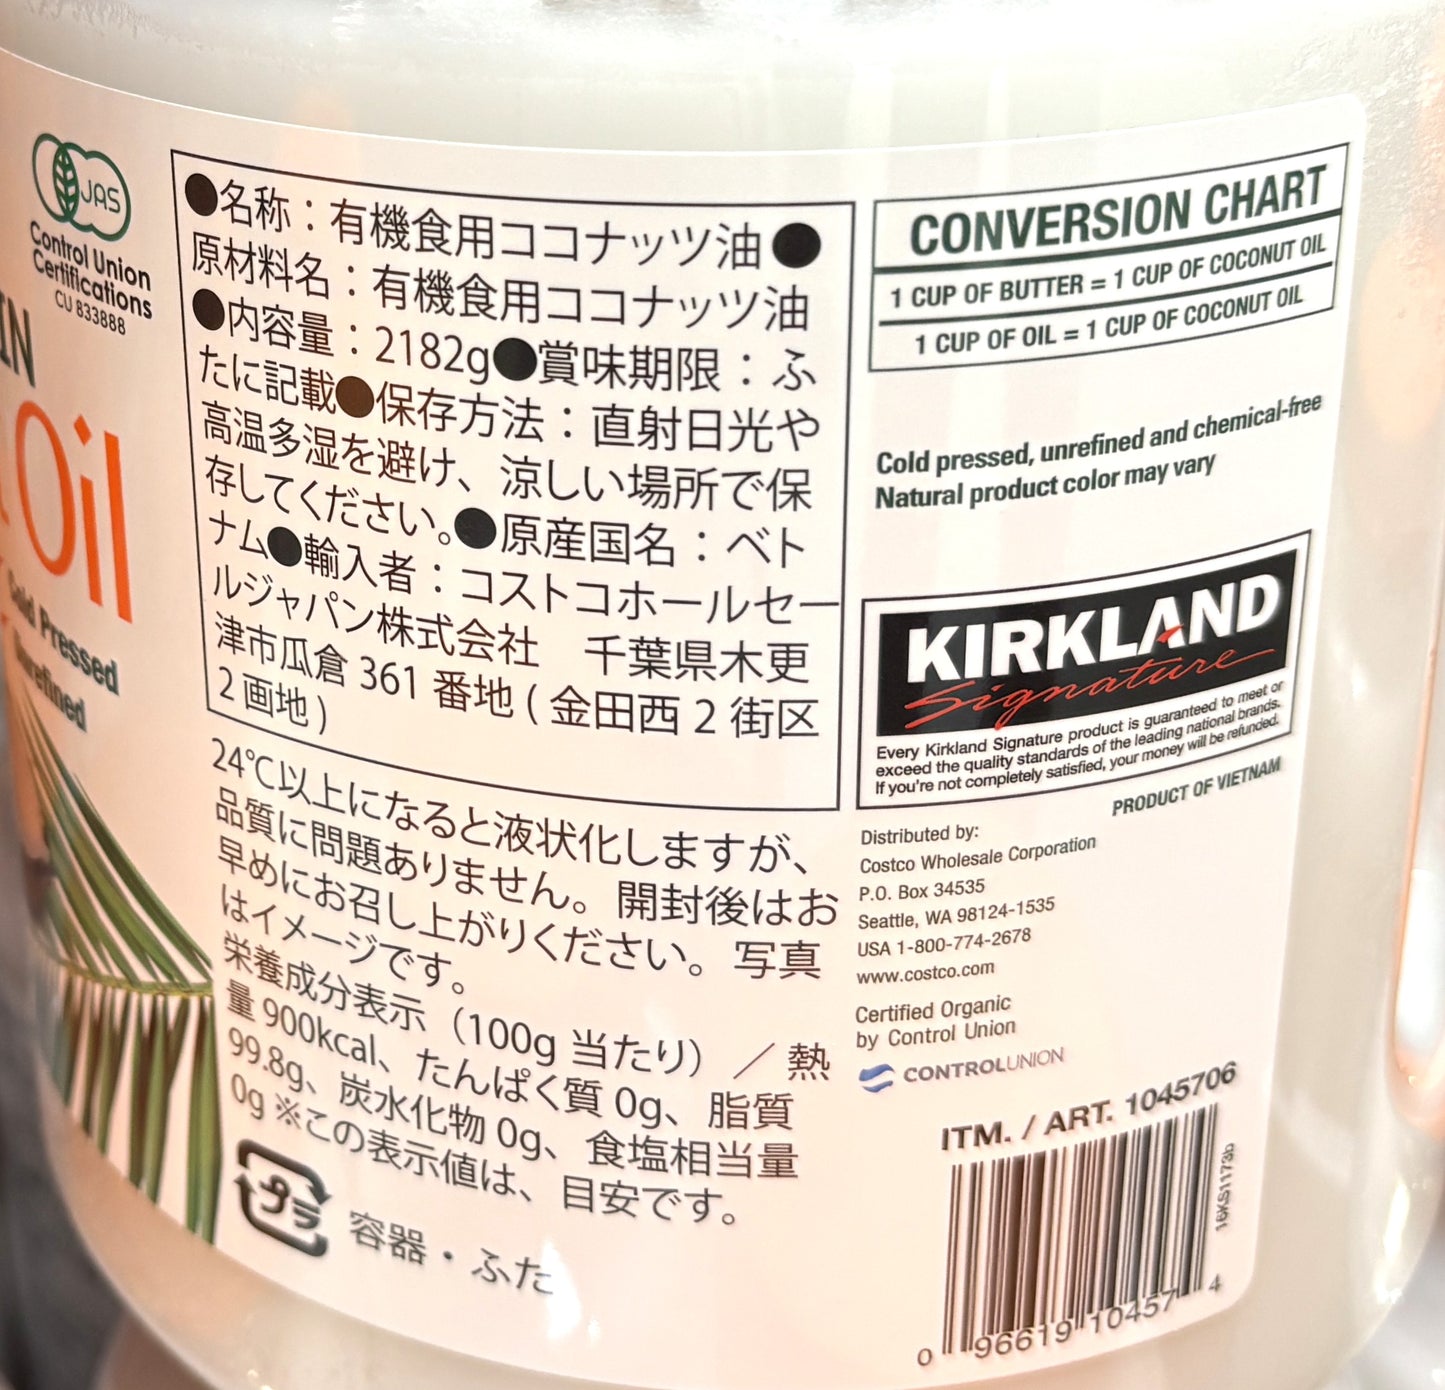 JAS
Control Union
Certifications
CU 833888
IN
Oil
Cold Pressed
Unrefined
●名称：有機食用ココナッツ油●
原材料名：有機食用ココナッツ油
●内容量：2182g●賞味期限：ふ
たに記載●保存方法：直射日光や
高温多湿を避け、涼しい場所で保
存してください。●原産国名：ベト
ナム●輸入者：コストコホールセー
ルジャパン株式会社　千葉県木更
津市瓜倉 361 番地 ( 金田西 2 街区
2 画地 )
24℃以上になると液状化しますが、
品質に問題ありません。開封後はお
早めにお召し上がりください。写真
はイメージです。
栄養成分表示（100g 当たり）／熱
量 900kcal、たんぱく質 0g、脂質
99.8g、炭水化物 0g、食塩相当量
0g ※この表示値は、目安です。
プラ
容器・ふた
CONVERSION CHART
1 CUP OF BUTTER = 1 CUP OF COCONUT OIL
1 CUP OF OIL = 1 CUP OF COCONUT OIL
Cold pressed, unrefined and chemical-free
Natural product color may vary
KIRKLAND
Signature
Every Kirkland Signature product is guaranteed to meet or
exceed the quality standards of the leading national brands.
If you're not completely satisfied, your money will be refunded.
PRODUCT OF VIETNAM
Distributed by:
Costco Wholesale Corporation
P.O. Box 34535
Seattle, WA 98124-1535
USA 1-800-774-2678
www.costco.com
Certified Organic
by Control Union
CONTROLUNION
ITM. / ART. 1045706
16KS1173b
0 96619 10457 4